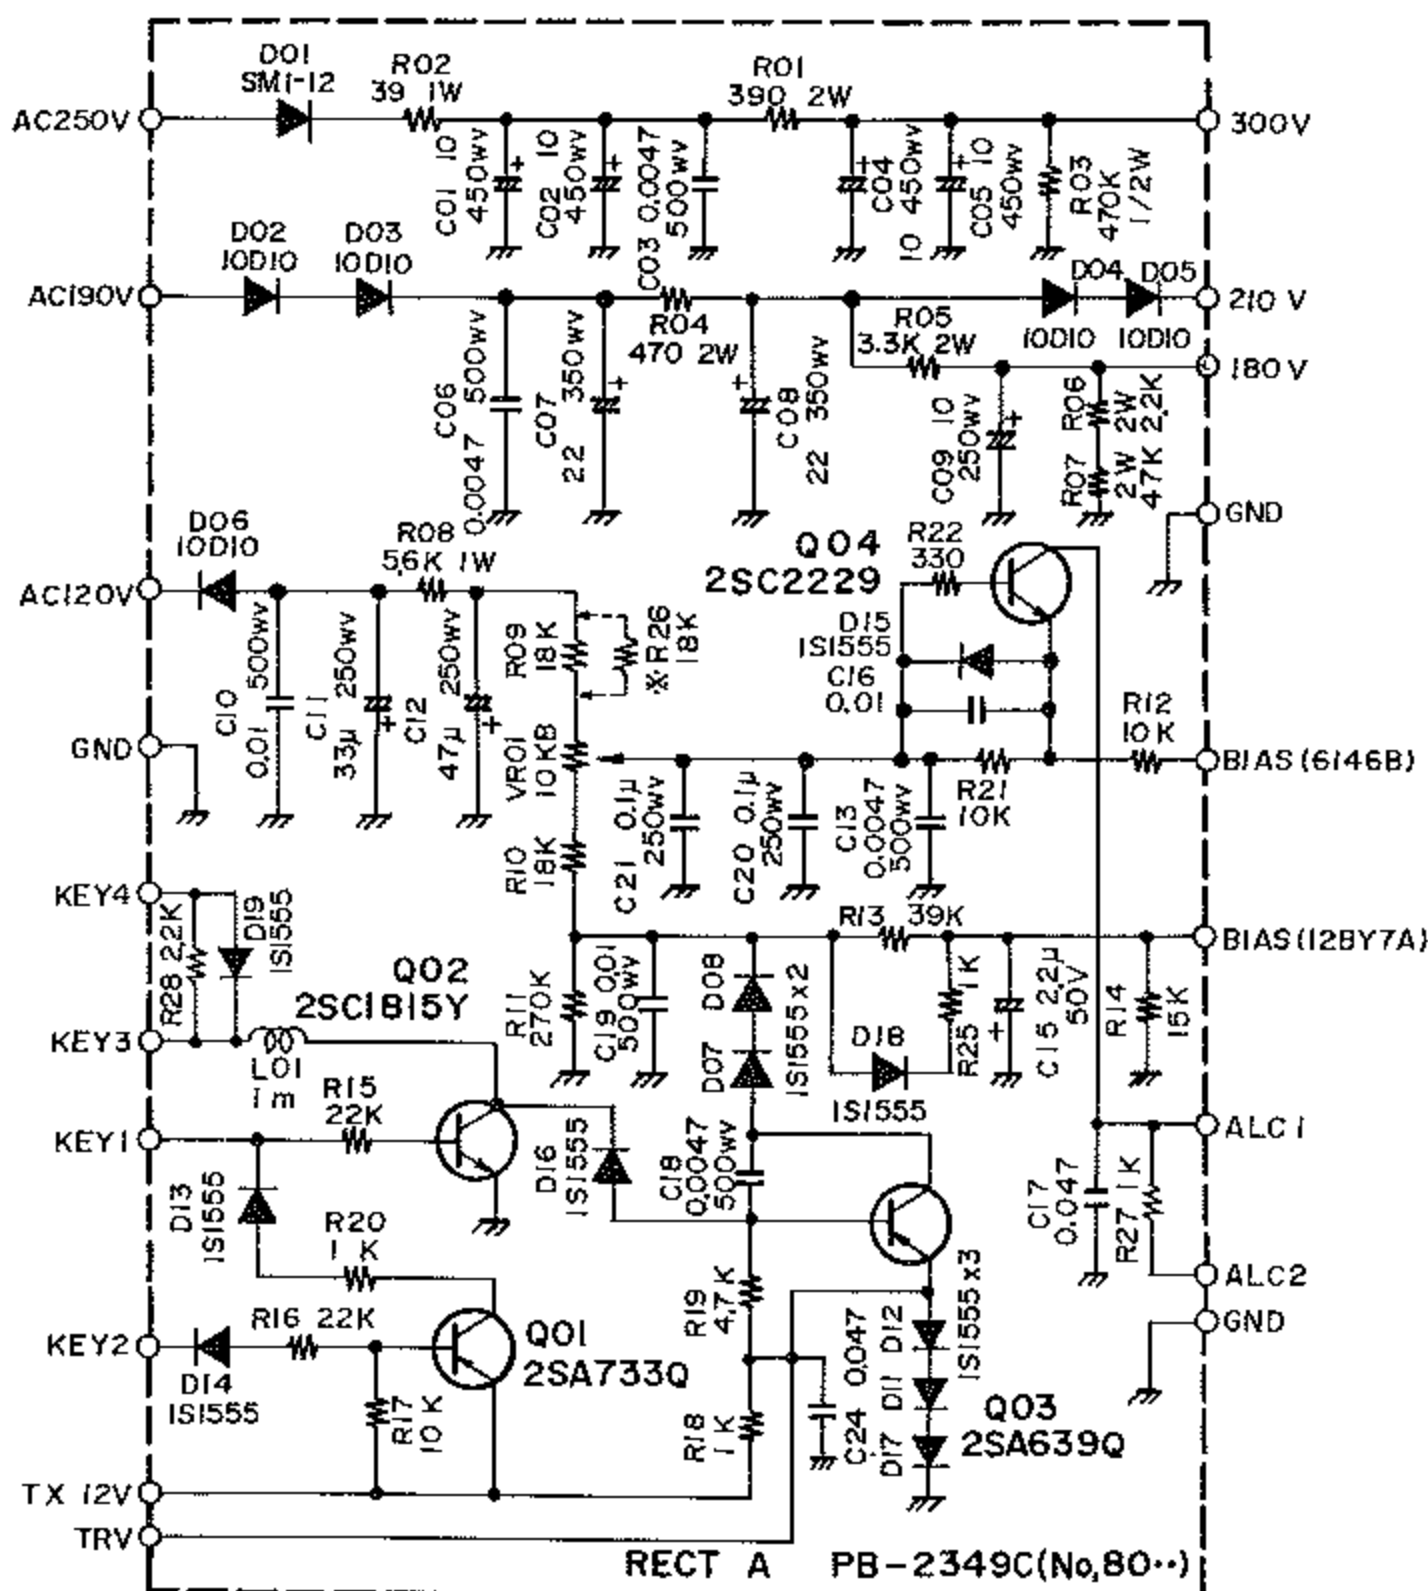 D01
SM1-12
R02
39 1W
R01
390 2W
AC250V
300V
C01 10
450wv
C02 10
450wv
C03 0.0047
500wv
C04
10 450wv
C05 10
450wv
R03
470K
1/2W
D02
10D10
D03
10D10
D04
D05
AC190V
210V
R04
470 2W
R05
3.3K 2W
10D10
10D10
180V
C06
0.0047 500wv
C07
22 350wv
C08
22 350wv
C09 10
250wv
R07 R06
2W 2W
47K 2.2K
GND
D06
10D10
R08
5.6K 1W
Q04
2SC2229
R22
330
AC120V
C10
0.01 500wv
C11
33μ 250wv
C12
47μ 250wv
R09
18K
※R26
18K
D15
1S1555
C16
0.01
R12
10K
GND
VR01
10KB
BIAS(6146B)
R10
18K
C21 0.1μ
250wv
C20 0.1μ
250wv
C13
0.0047
500wv
R21
10K
KEY4
R28 2.2K
D19
1S1555
R13 39K
BIAS(12BY7A)
Q02
2SC1815Y
R11
270K
C19 0.01
500wv
D07 D08
1S1555x2
D18
1S1555
R25
1K
C15 2.2μ
50V
R14
15K
KEY3
L01
1m
R15
22K
KEY1
D16
1S1555
C18
0.0047
500wv
ALC1
C17
0.047
R27 1K
D13
1S1555
R20
1K
ALC2
R19
4.7K
1S1555x3
GND
R16 22K
KEY2
Q01
2SA733Q
D14
1S1555
R17
10K
R18
1K
C24 0.047
D17 D11 D12
Q03
2SA639Q
TX 12V
TRV
RECT A PB-2349C(No,80··)